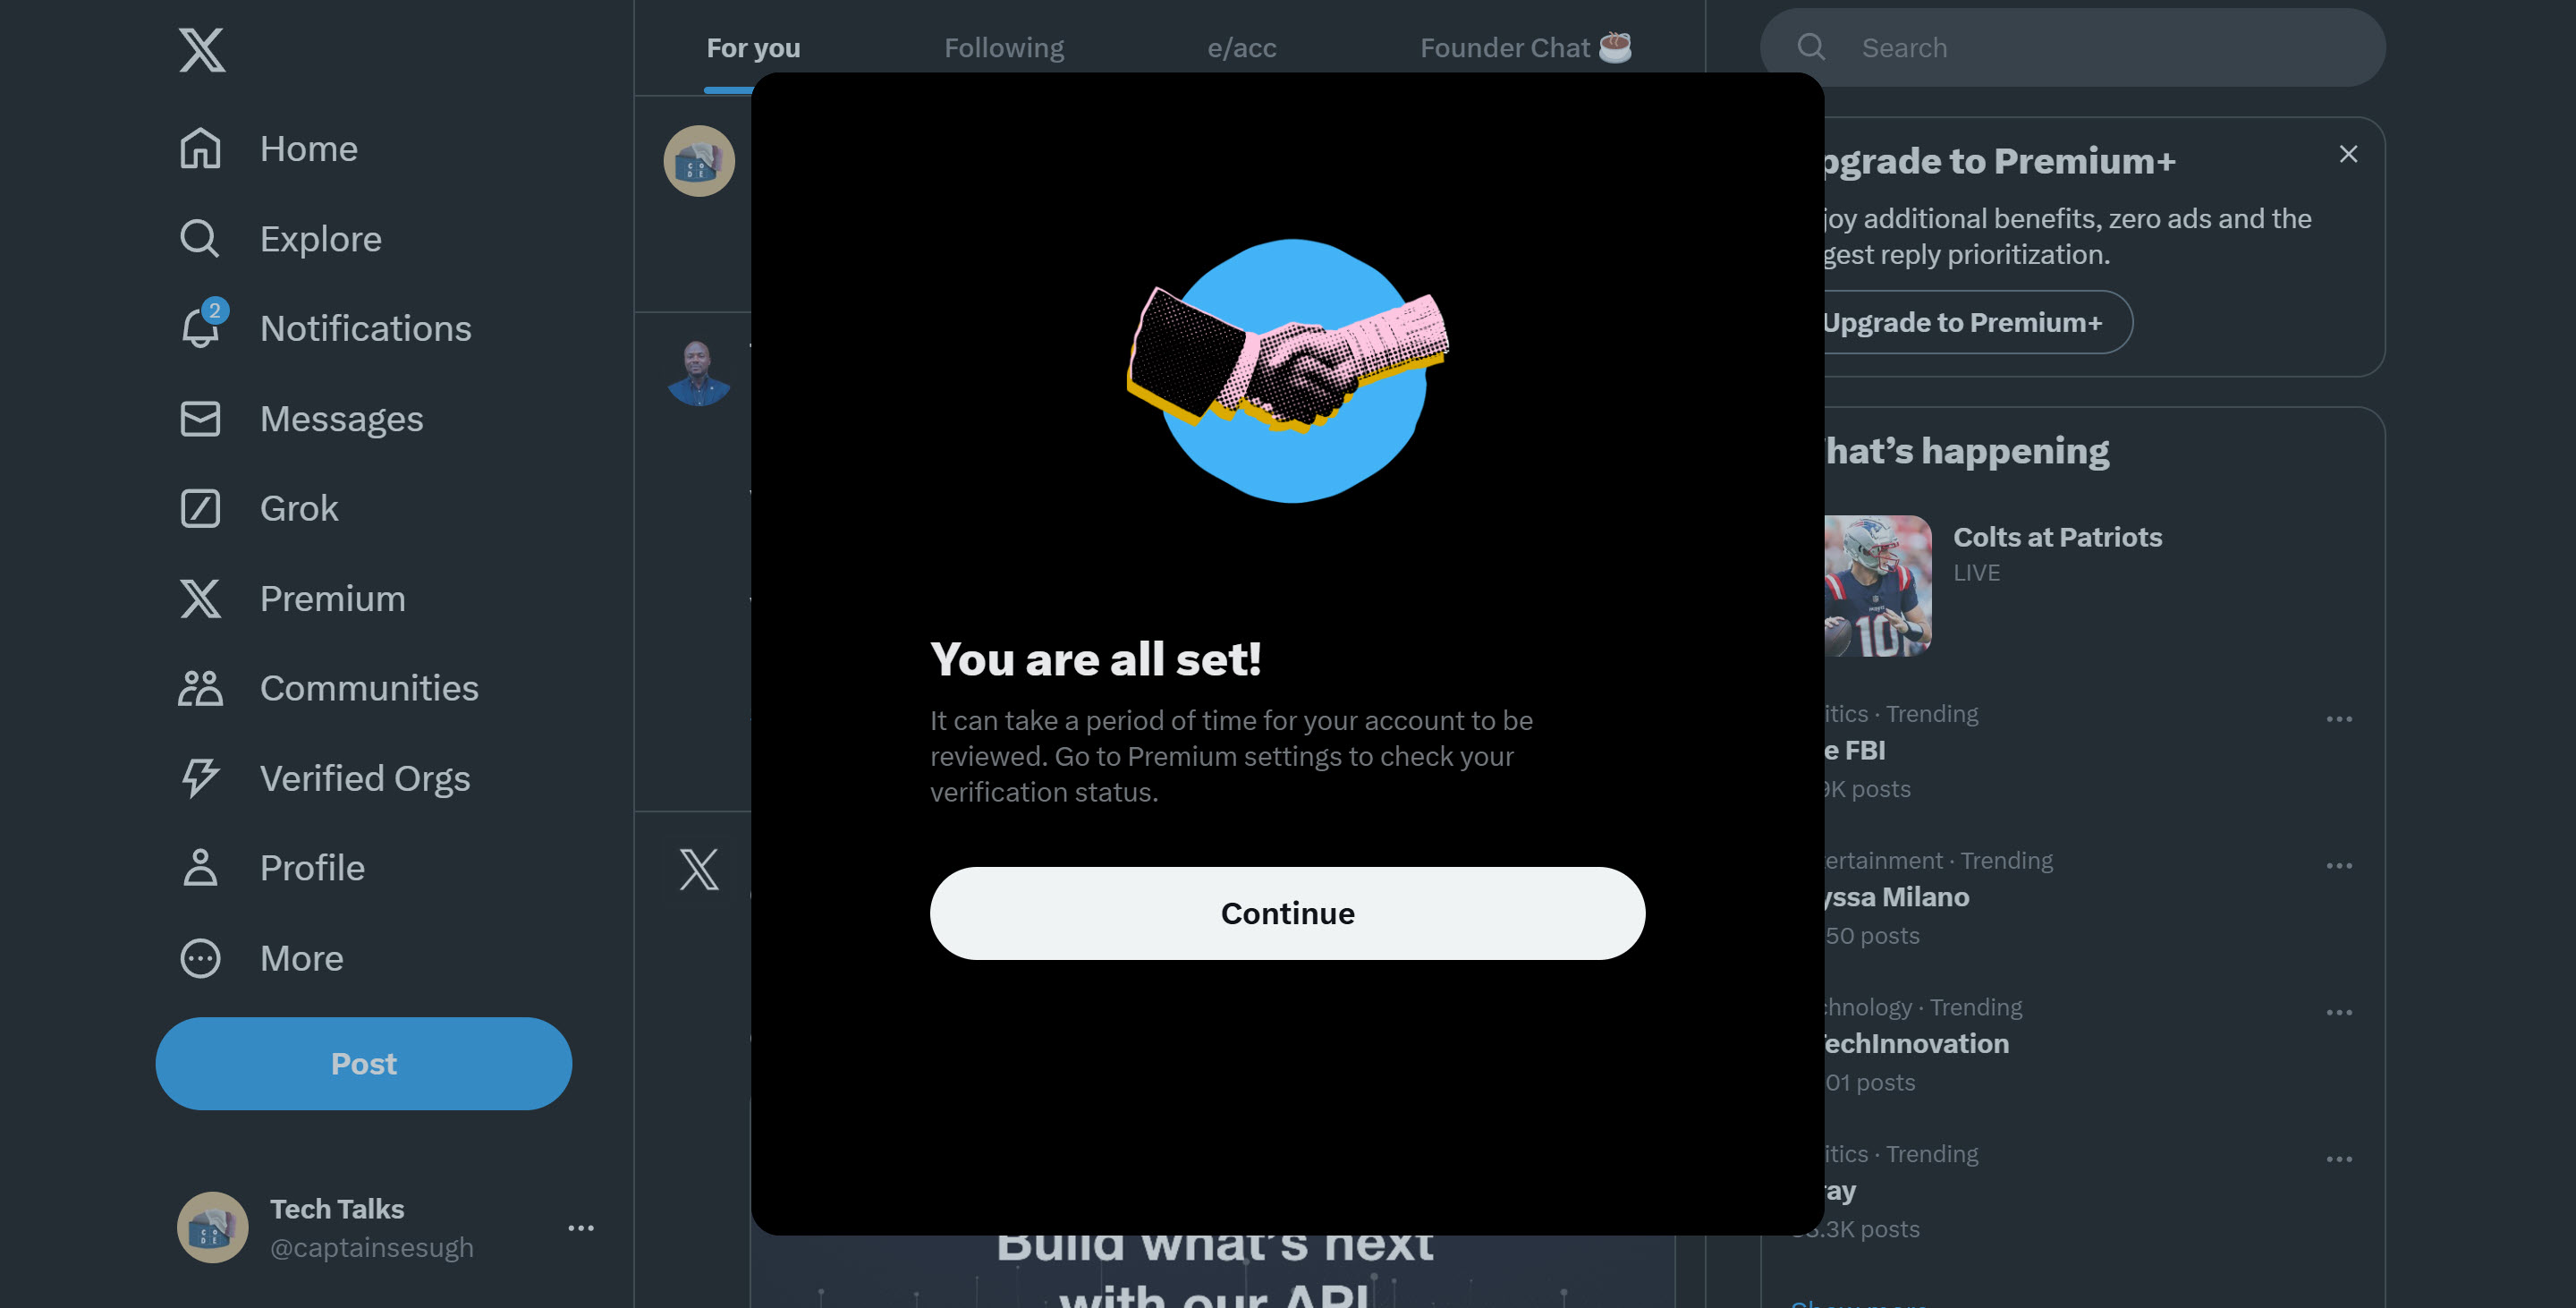 Home
Explore
2
Notifications
Messages
Grok
Premium
Communities
Verified Orgs
Profile
More
Post
Tech Talks
@captainsesugh
For you
Following
e/acc
Founder Chat
You are all set!
It can take a period of time for your account to be
reviewed. Go to Premium settings to check your
verification status.
Continue
Build what's next
with our API
Search
pgrade to Premium+
joy additional benefits, zero ads and the
gest reply prioritization.
Upgrade to Premium+
hat’s happening
Colts at Patriots
LIVE
itics · Trending
e FBI
9K posts
ertainment · Trending
yssa Milano
50 posts
chnology · Trending
echInnovation
01 posts
itics · Trending
ay
.3K posts
Show more